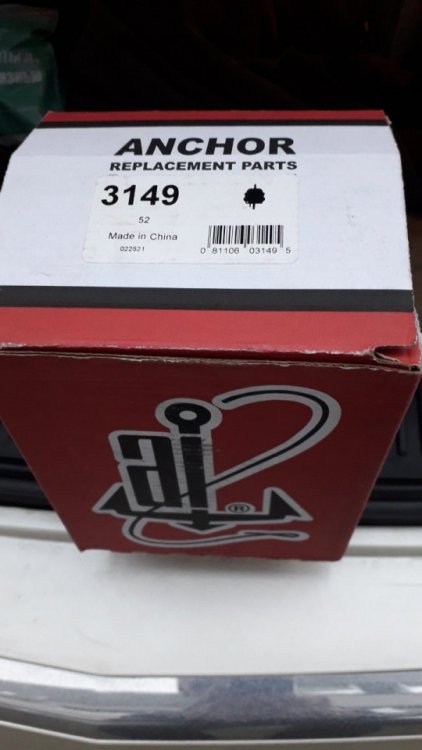 ANCHOR
REPLACEMENT PARTS
3149
52
Made in China
022521
0 81106 03149 5
ai
®